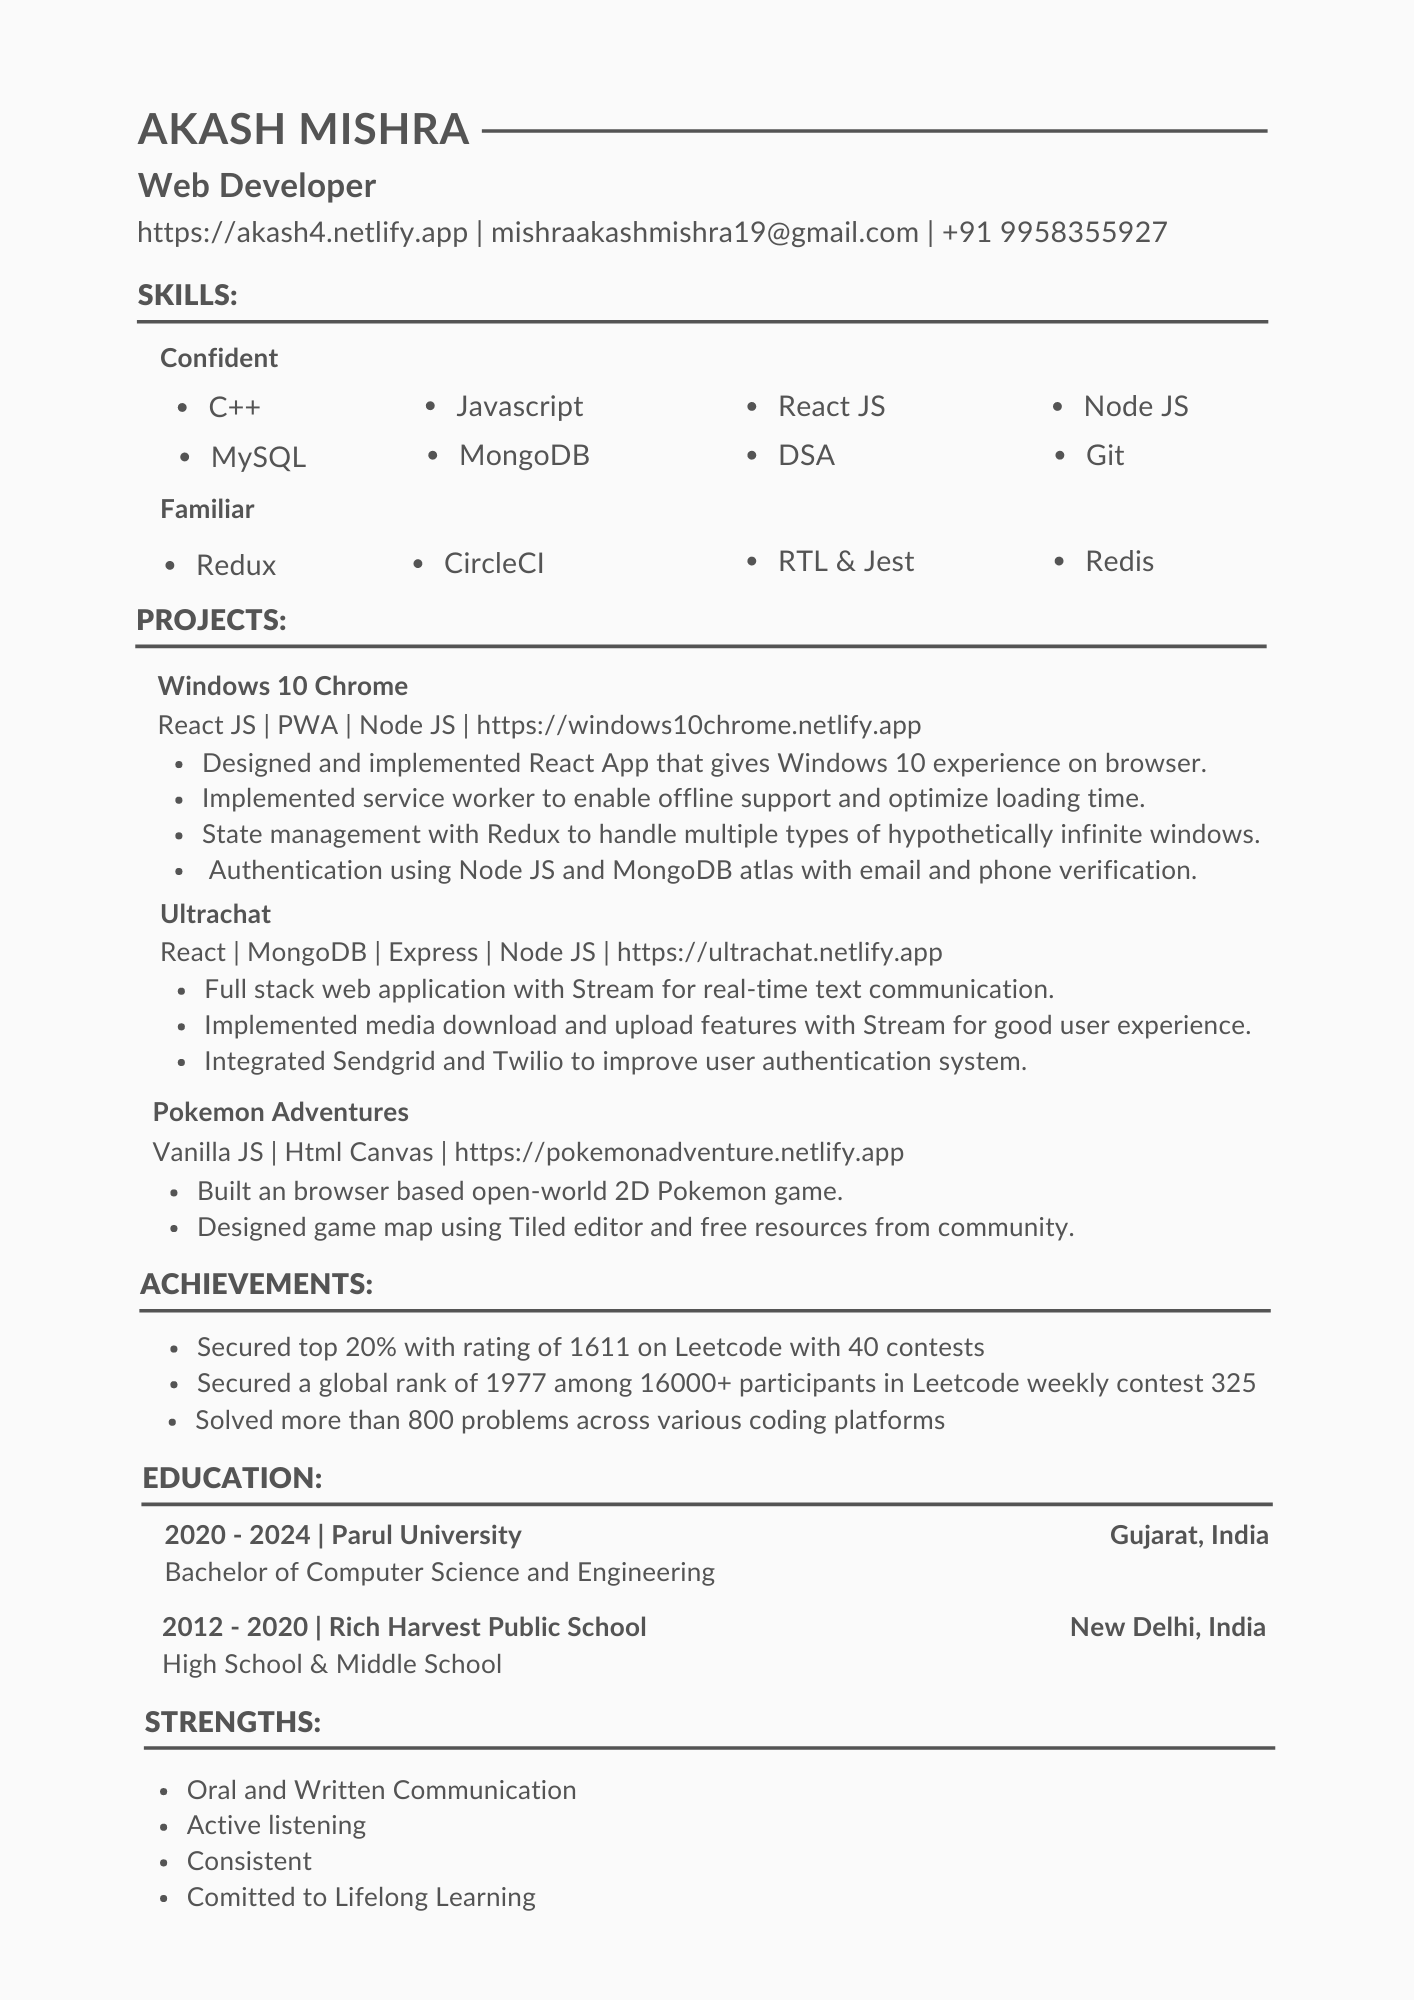 AKASH MISHRA
Web Developer
https://akash4.netlify.app | mishraakashmishra19@gmail.com | +91 9958355927
SKILLS:
Confident
• C++ • Javascript • React JS • Node JS
• MySQL • MongoDB • DSA • Git
Familiar
• Redux • CircleCI • RTL & Jest • Redis
PROJECTS:
Windows 10 Chrome
React JS | PWA | Node JS | https://windows10chrome.netlify.app
• Designed and implemented React App that gives Windows 10 experience on browser.
• Implemented service worker to enable offline support and optimize loading time.
• State management with Redux to handle multiple types of hypothetically infinite windows.
• Authentication using Node JS and MongoDB atlas with email and phone verification.
Ultrachat
React | MongoDB | Express | Node JS | https://ultrachat.netlify.app
• Full stack web application with Stream for real-time text communication.
• Implemented media download and upload features with Stream for good user experience.
• Integrated Sendgrid and Twilio to improve user authentication system.
Pokemon Adventures
Vanilla JS | Html Canvas | https://pokemonadventure.netlify.app
• Built an browser based open-world 2D Pokemon game.
• Designed game map using Tiled editor and free resources from community.
ACHIEVEMENTS:
• Secured top 20% with rating of 1611 on Leetcode with 40 contests
• Secured a global rank of 1977 among 16000+ participants in Leetcode weekly contest 325
• Solved more than 800 problems across various coding platforms
EDUCATION:
2020 - 2024 | Parul University Gujarat, India
Bachelor of Computer Science and Engineering
2012 - 2020 | Rich Harvest Public School New Delhi, India
High School & Middle School
STRENGTHS:
• Oral and Written Communication
• Active listening
• Consistent
• Comitted to Lifelong Learning